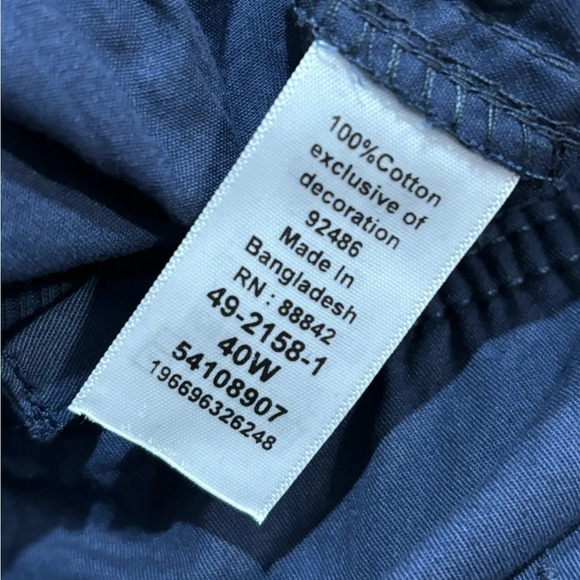 100%Cotton
exclusive of
decoration
92486
Made In
Bangladesh
RN : 88842
49-2158-1
40W
54108907
196696326248